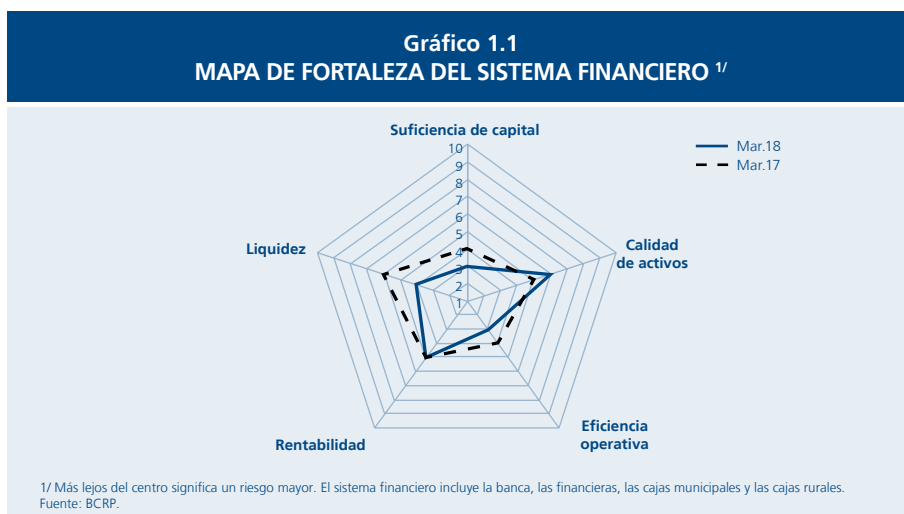 Gráfico 1.1
MAPA DE FORTALEZA DEL SISTEMA FINANCIERO 1/
Suficiencia de capital
Mar.18
Mar.17
10
9
8
7
6
5
4
3
2
1
Calidad
de activos
Liquidez
Eficiencia
operativa
Rentabilidad
1/ Más lejos del centro significa un riesgo mayor. El sistema financiero incluye la banca, las financieras, las cajas municipales y las cajas rurales.
Fuente: BCRP.